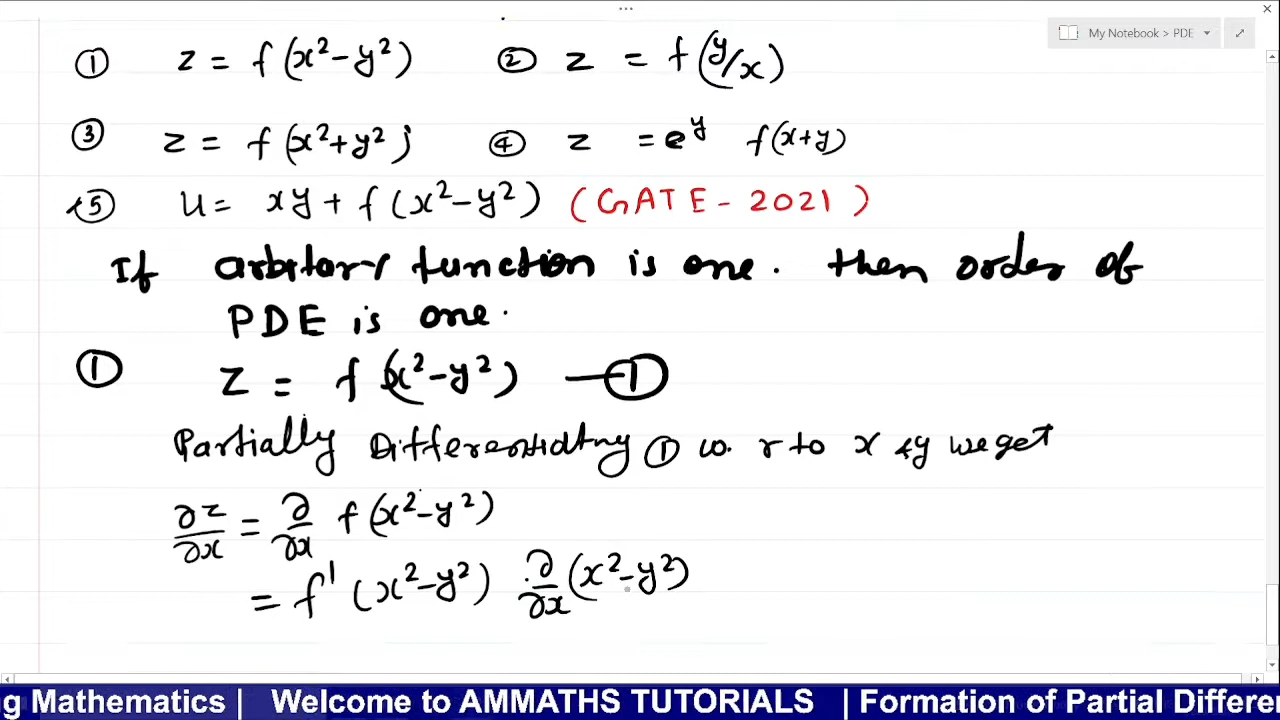 My Notebook > PDE
① z = f(x²-y²) ② z = f(y/x)
③ z = f(x²+y²) ④ z = e^y f(x+y)
⑤ u = xy + f(x²-y²) (GATE - 2021)
If arbitary function is one. then order of
PDE is one.
① z = f(x²-y²) —①
Partially Differentiating ① w. r to x & y we get
∂z/∂x = ∂/∂x f(x²-y²)
= f'(x²-y²) ∂/∂x (x²-y²)
g Mathematics | Welcome to AMMATHS TUTORIALS | Formation of Partial Differe